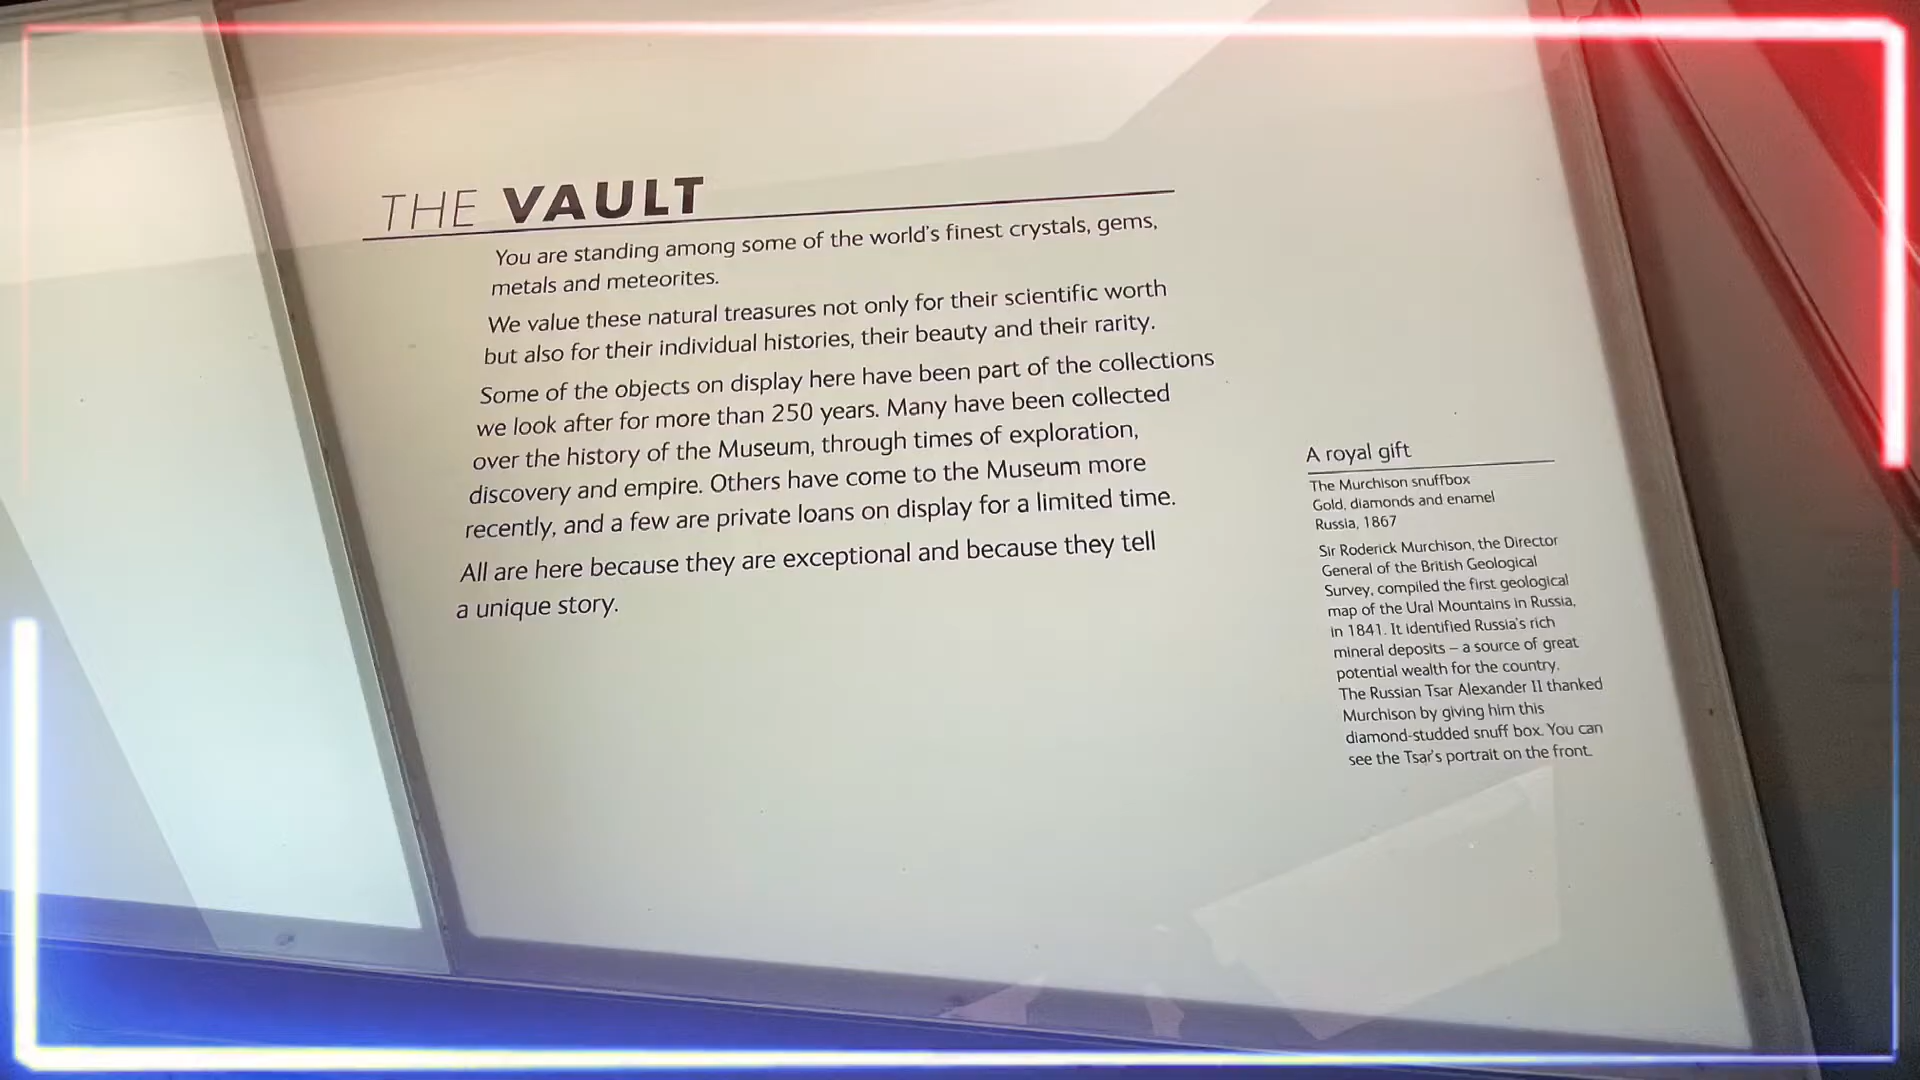 THE VAULT
You are standing among some of the world's finest crystals, gems,
metals and meteorites.
We value these natural treasures not only for their scientific worth
but also for their individual histories, their beauty and their rarity.
Some of the objects on display here have been part of the collections
we look after for more than 250 years. Many have been collected
over the history of the Museum, through times of exploration,
discovery and empire. Others have come to the Museum more
recently, and a few are private loans on display for a limited time.
All are here because they are exceptional and because they tell
a unique story.
A royal gift
The Murchison snuffbox
Gold, diamonds and enamel
Russia, 1867
Sir Roderick Murchison, the Director
General of the British Geological
Survey, compiled the first geological
map of the Ural Mountains in Russia,
in 1841. It identified Russia's rich
mineral deposits – a source of great
potential wealth for the country.
The Russian Tsar Alexander II thanked
Murchison by giving him this
diamond-studded snuff box. You can
see the Tsar's portrait on the front.